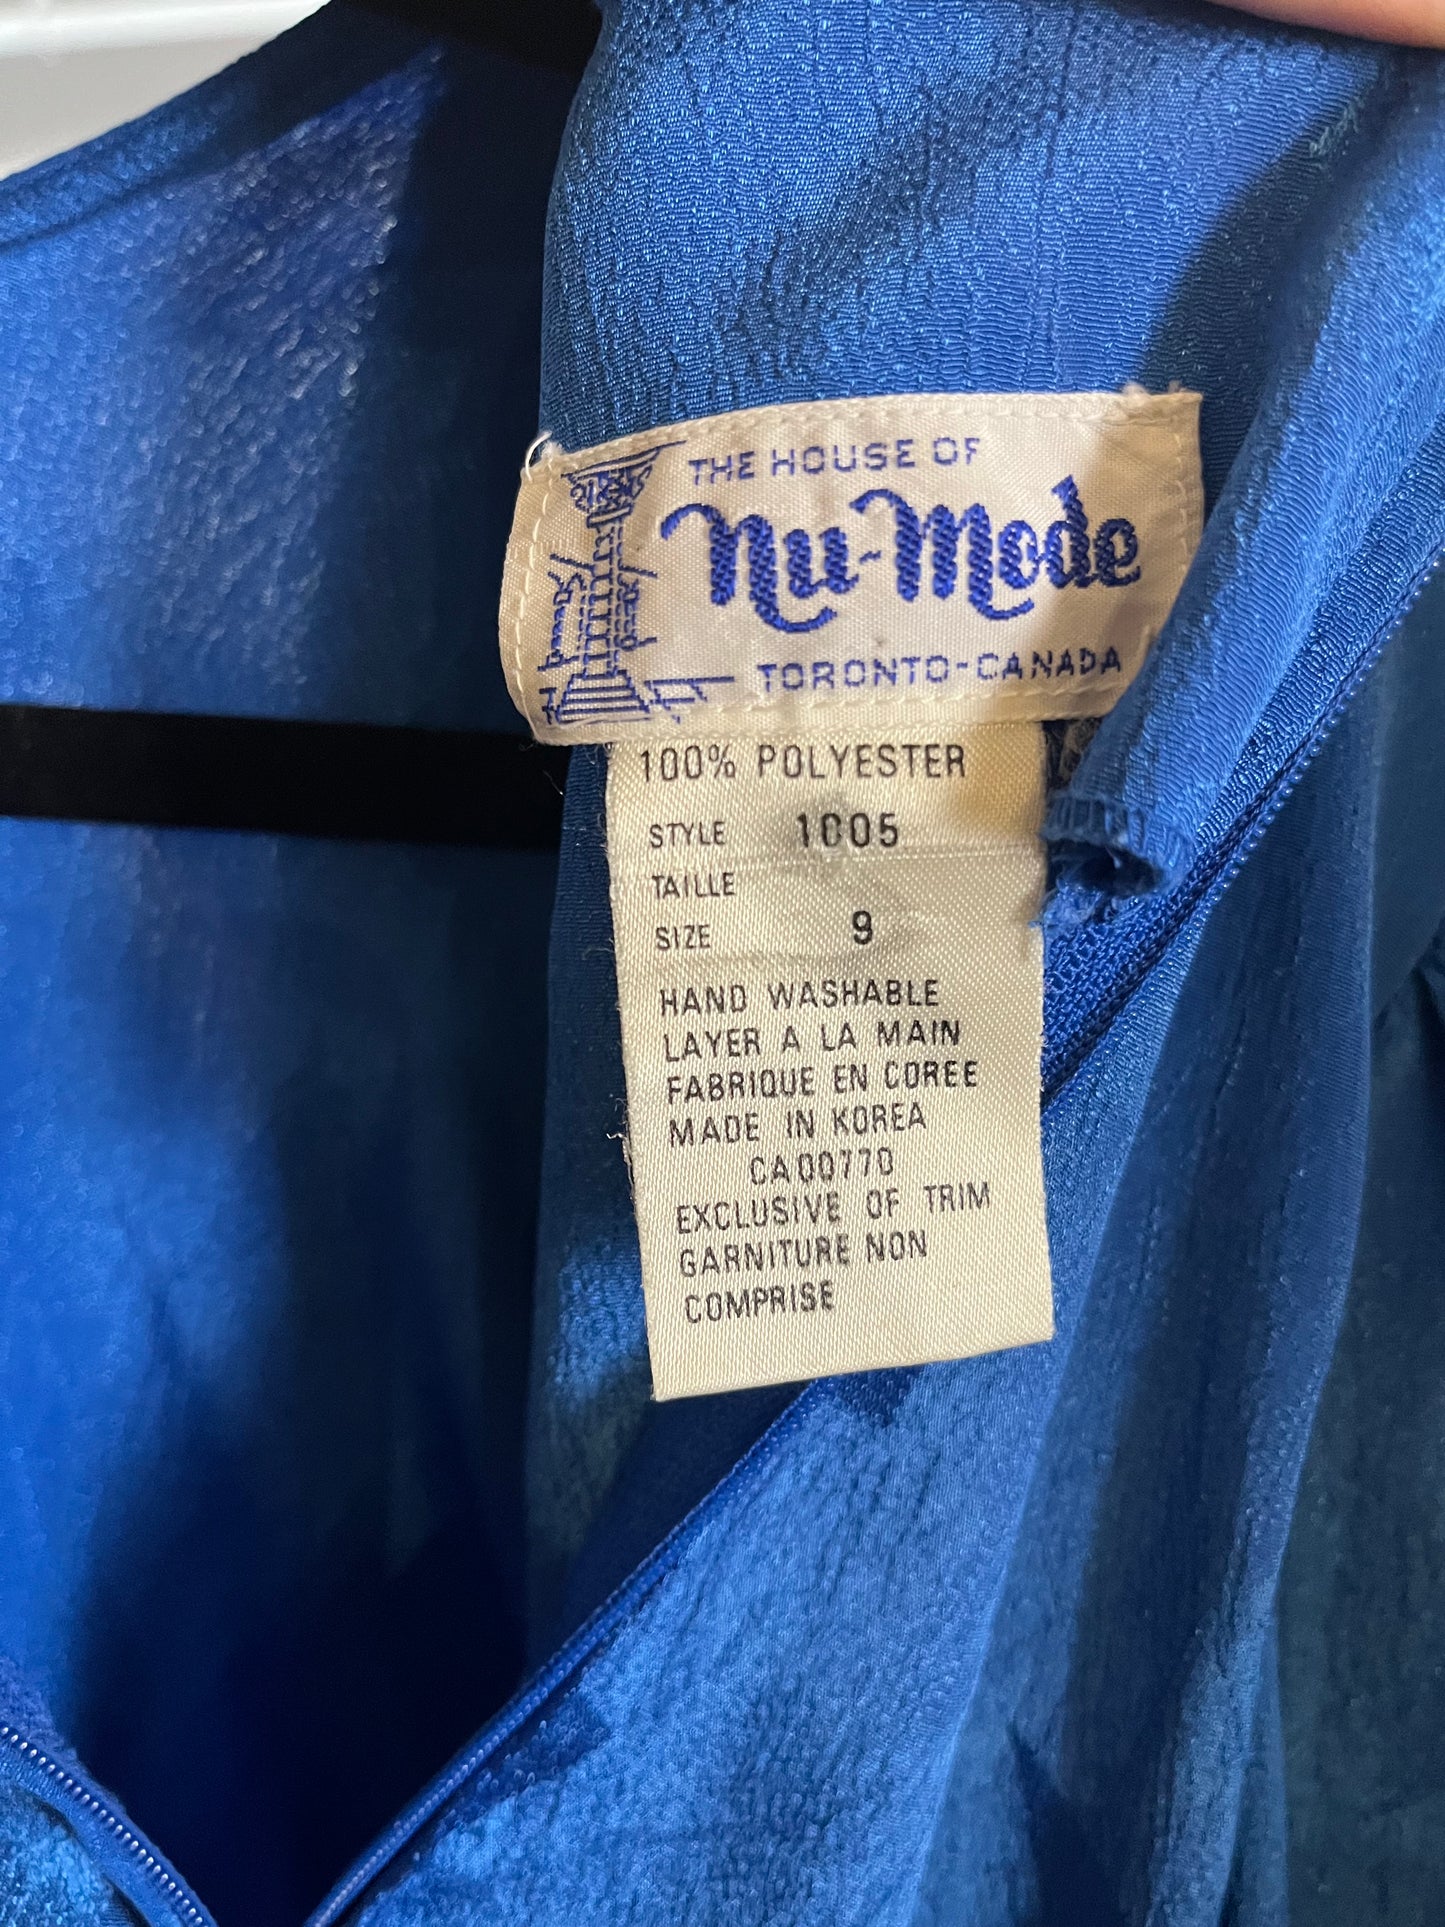 THE HOUSE OF
Nu-Mode
TORONTO-CANADA
100% POLYESTER
STYLE 1005
TAILLE
SIZE 9
HAND WASHABLE
LAYER A LA MAIN
FABRIQUE EN COREE
MADE IN KOREA
CA00770
EXCLUSIVE OF TRIM
GARNITURE NON
COMPRISE